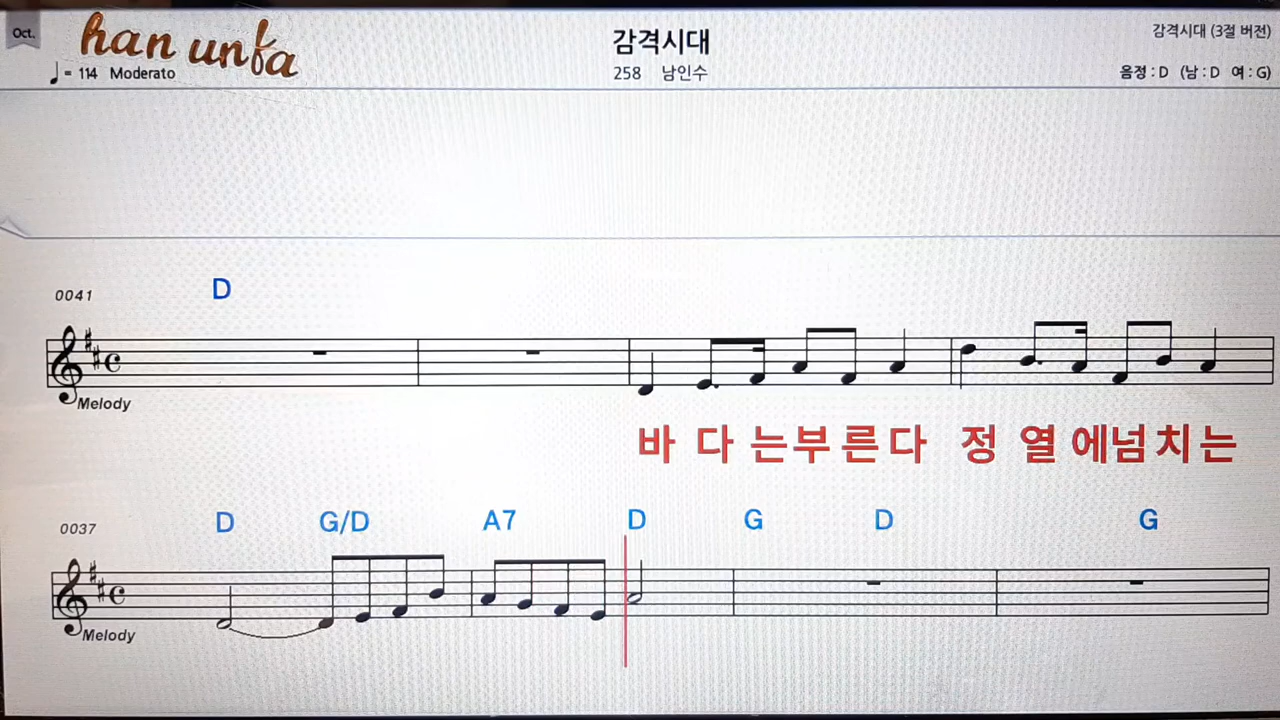 Oct.
han unfa
♩= 114 Moderato
감격시대
258 남인수
감격시대 (3절 버전)
음정 : D (남 : D 여 : G)
0041
D
Melody
바 다 는부 른 다 정 열 에넘 치 는
0037
D G/D A7 D G D G
Melody